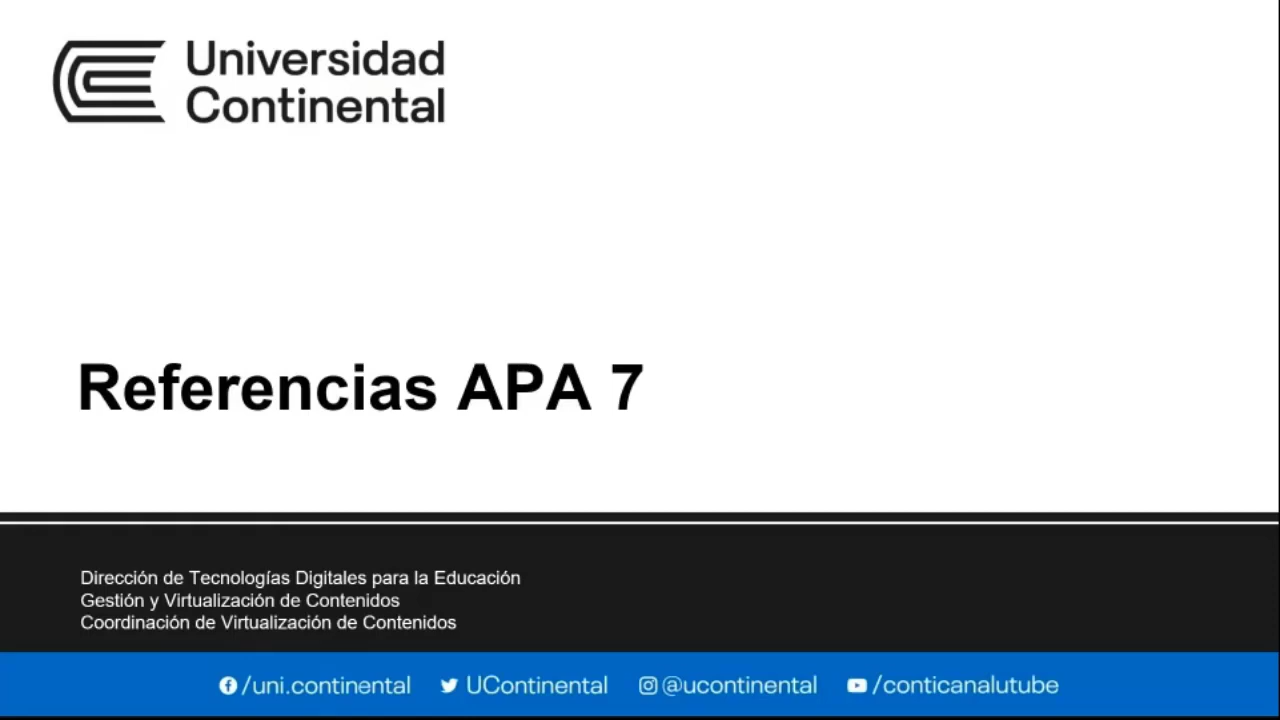 Universidad
Continental
Referencias APA 7
Dirección de Tecnologías Digitales para la Educación
Gestión y Virtualización de Contenidos
Coordinación de Virtualización de Contenidos
/uni.continental UContinental @ucontinental /conticanalutube